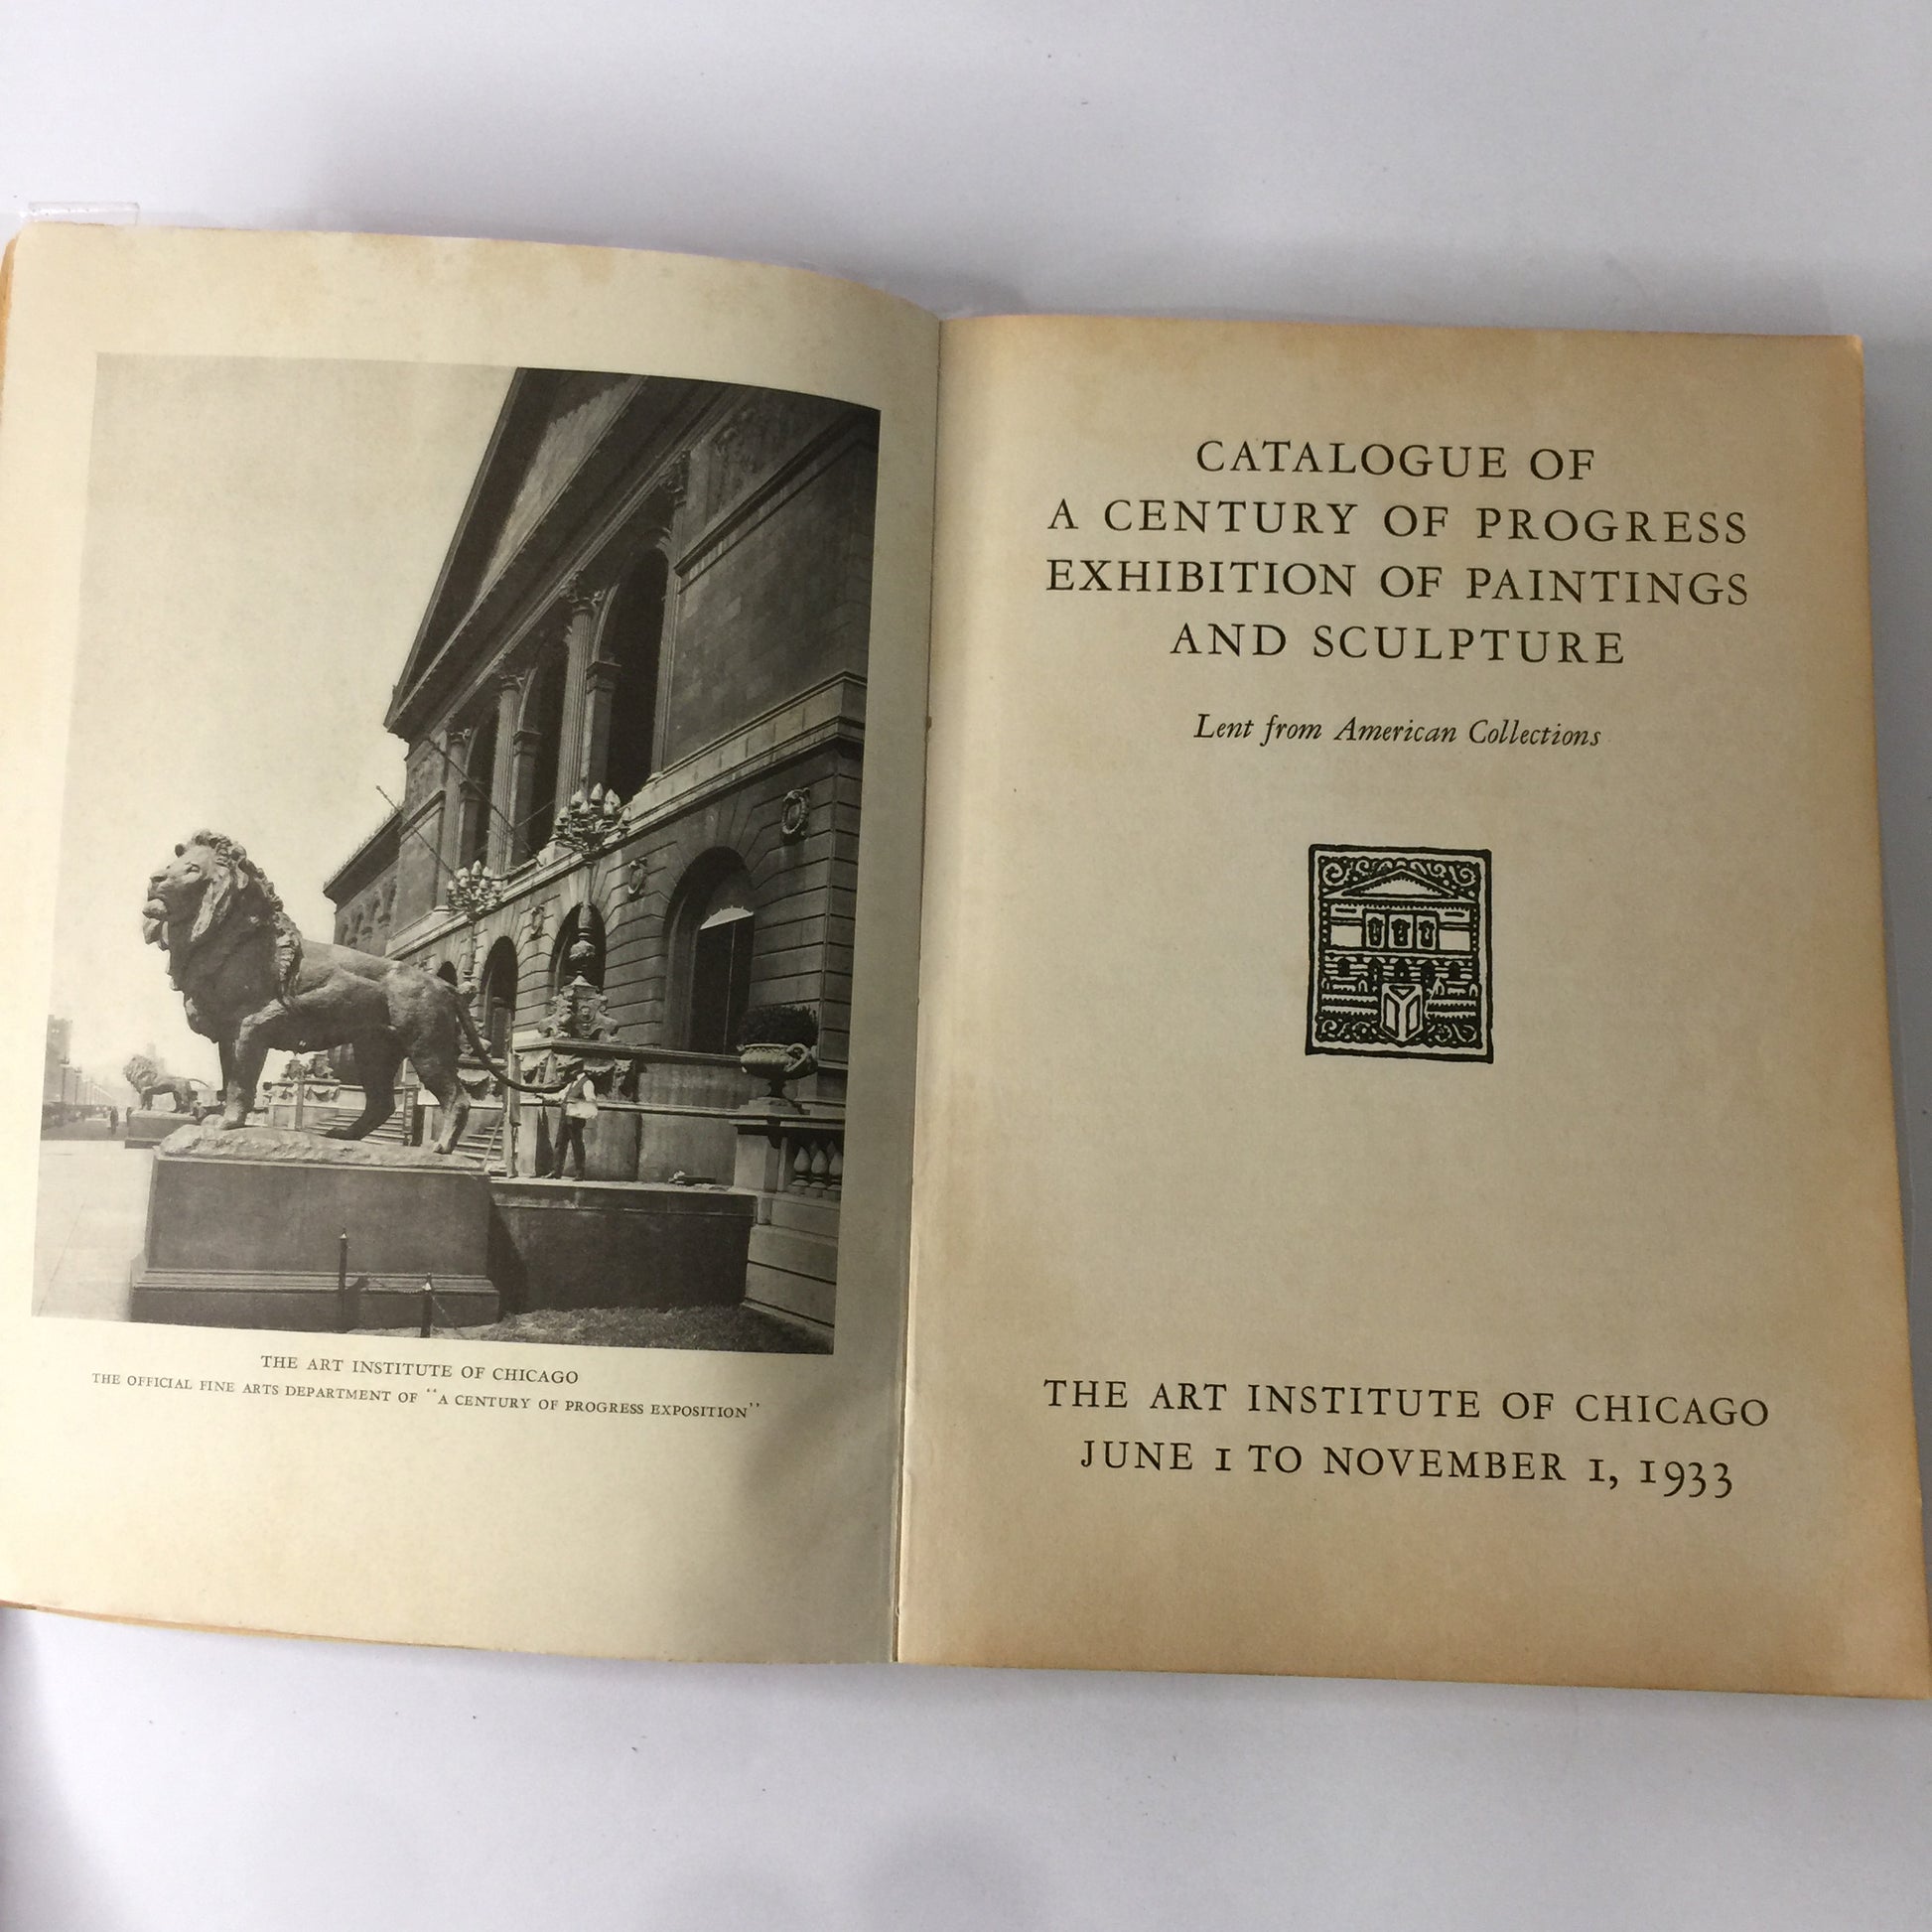 THE ART INSTITUTE OF CHICAGO
THE OFFICIAL FINE ARTS DEPARTMENT OF "A CENTURY OF PROGRESS EXPOSITION"
CATALOGUE OF
A CENTURY OF PROGRESS
EXHIBITION OF PAINTINGS
AND SCULPTURE
Lent from American Collections
THE ART INSTITUTE OF CHICAGO
JUNE 1 TO NOVEMBER 1, 1933